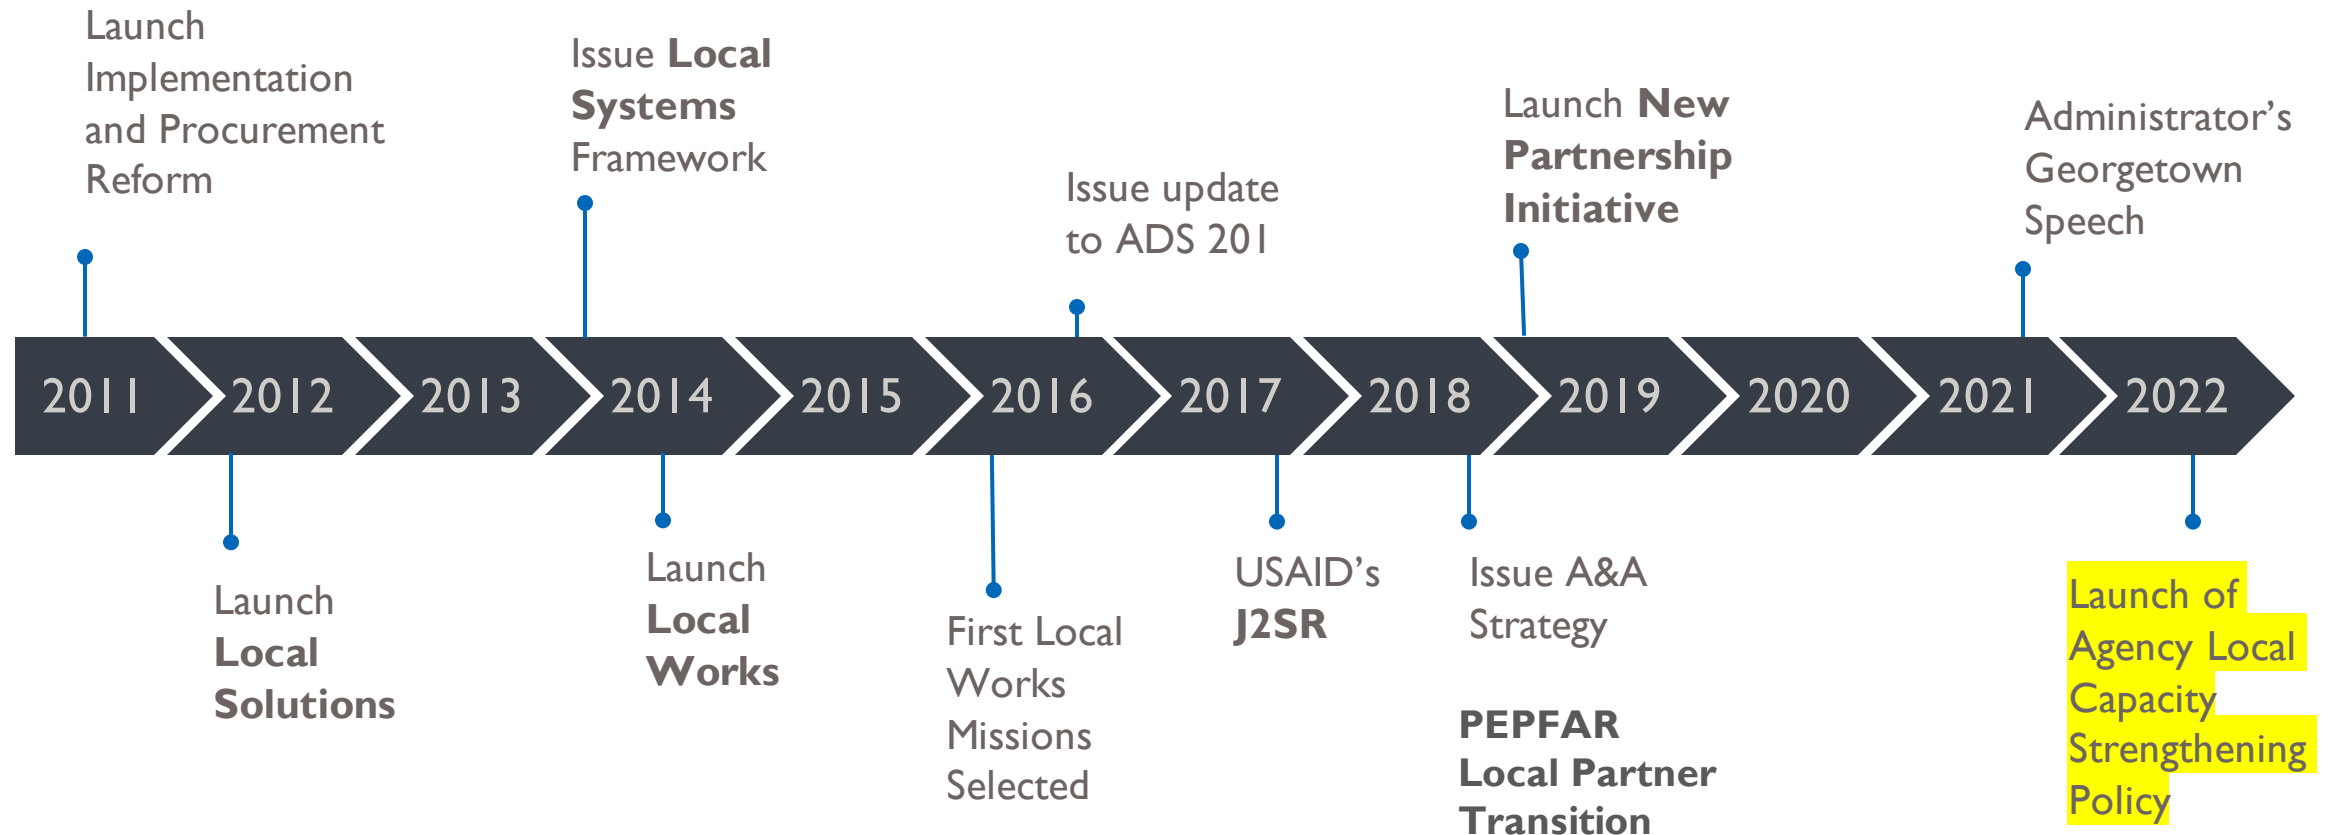 Launch
Implementation
and Procurement
Reform
Issue Local
Systems
Framework
Issue update
to ADS 201
Launch New
Partnership
Initiative
Administrator’s
Georgetown
Speech
2011
2012
2013
2014
2015
2016
2017
2018
2019
2020
2021
2022
Launch
Local
Solutions
Launch
Local
Works
First Local
Works
Missions
Selected
USAID’s
J2SR
Issue A&A
Strategy
PEPFAR
Local Partner
Transition
Launch of
Agency Local
Capacity
Strengthening
Policy